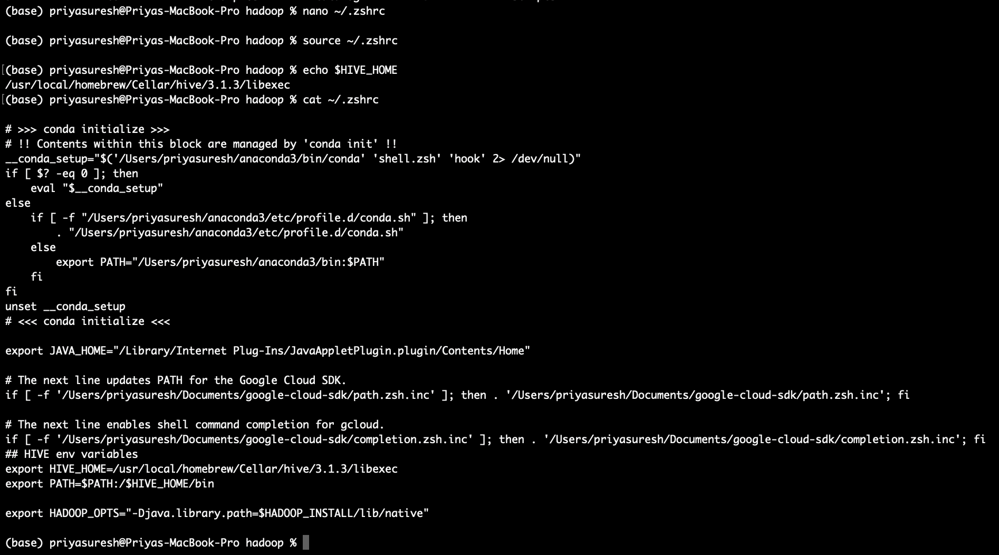 (base) priyasuresh@Priyas-MacBook-Pro hadoop % nano ~/.zshrc
(base) priyasuresh@Priyas-MacBook-Pro hadoop % source ~/.zshrc
[(base) priyasuresh@Priyas-MacBook-Pro hadoop % echo $HIVE_HOME
/usr/local/homebrew/Cellar/hive/3.1.3/libexec
[(base) priyasuresh@Priyas-MacBook-Pro hadoop % cat ~/.zshrc
# >>> conda initialize >>>
# !! Contents within this block are managed by 'conda init' !!
__conda_setup="$('/Users/priyasuresh/anaconda3/bin/conda' 'shell.zsh' 'hook' 2> /dev/null)"
if [ $? -eq 0 ]; then
    eval "$__conda_setup"
else
    if [ -f "/Users/priyasuresh/anaconda3/etc/profile.d/conda.sh" ]; then
        . "/Users/priyasuresh/anaconda3/etc/profile.d/conda.sh"
    else
        export PATH="/Users/priyasuresh/anaconda3/bin:$PATH"
    fi
fi
unset __conda_setup
# <<< conda initialize <<<
export JAVA_HOME="/Library/Internet Plug-Ins/JavaAppletPlugin.plugin/Contents/Home"
# The next line updates PATH for the Google Cloud SDK.
if [ -f '/Users/priyasuresh/Documents/google-cloud-sdk/path.zsh.inc' ]; then . '/Users/priyasuresh/Documents/google-cloud-sdk/path.zsh.inc'; fi
# The next line enables shell command completion for gcloud.
if [ -f '/Users/priyasuresh/Documents/google-cloud-sdk/completion.zsh.inc' ]; then . '/Users/priyasuresh/Documents/google-cloud-sdk/completion.zsh.inc'; fi
## HIVE env variables
export HIVE_HOME=/usr/local/homebrew/Cellar/hive/3.1.3/libexec
export PATH=$PATH:/$HIVE_HOME/bin
export HADOOP_OPTS="-Djava.library.path=$HADOOP_INSTALL/lib/native"
(base) priyasuresh@Priyas-MacBook-Pro hadoop %